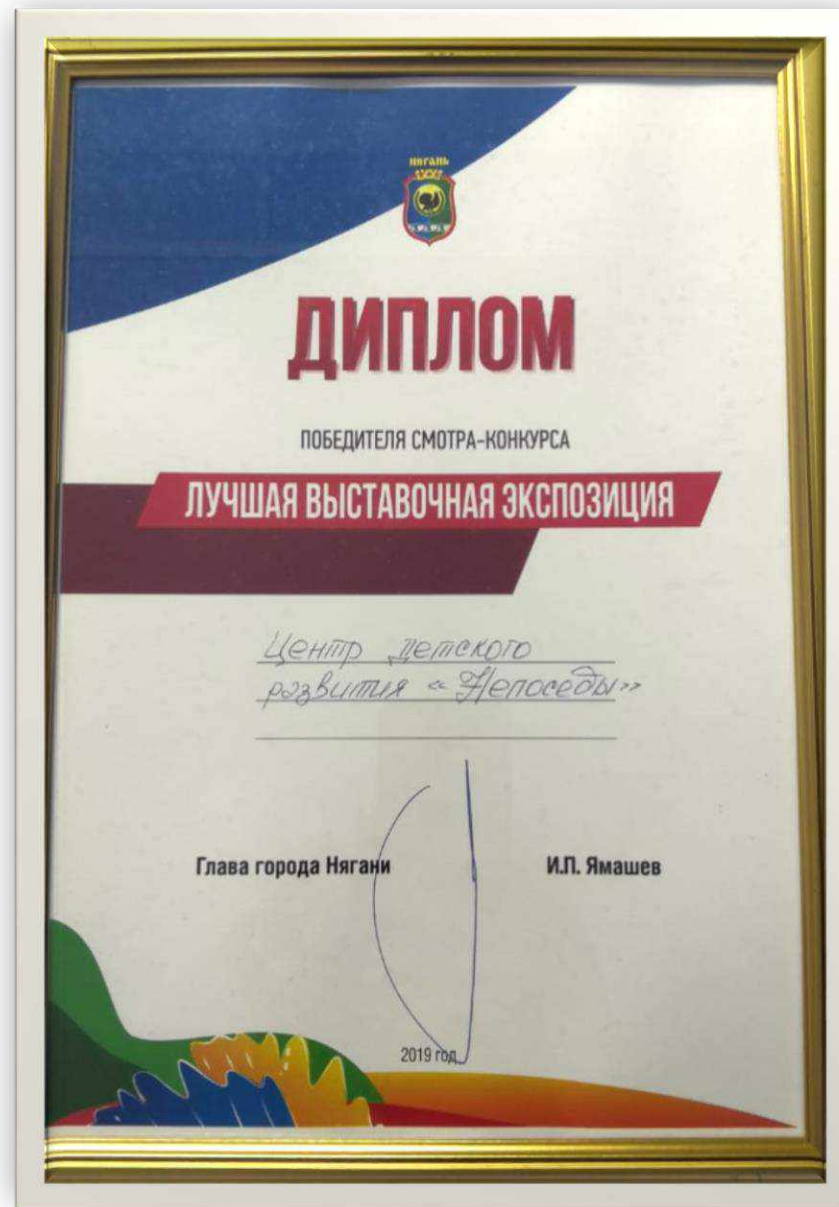 НЯГАНЬ
ДИПЛОМ
ПОБЕДИТЕЛЯ СМОТРА-КОНКУРСА
ЛУЧШАЯ ВЫСТАВОЧНАЯ ЭКСПОЗИЦИЯ
Центр детского
развития «Непоседы»
Глава города Нягани И.П. Ямашев
2019 год